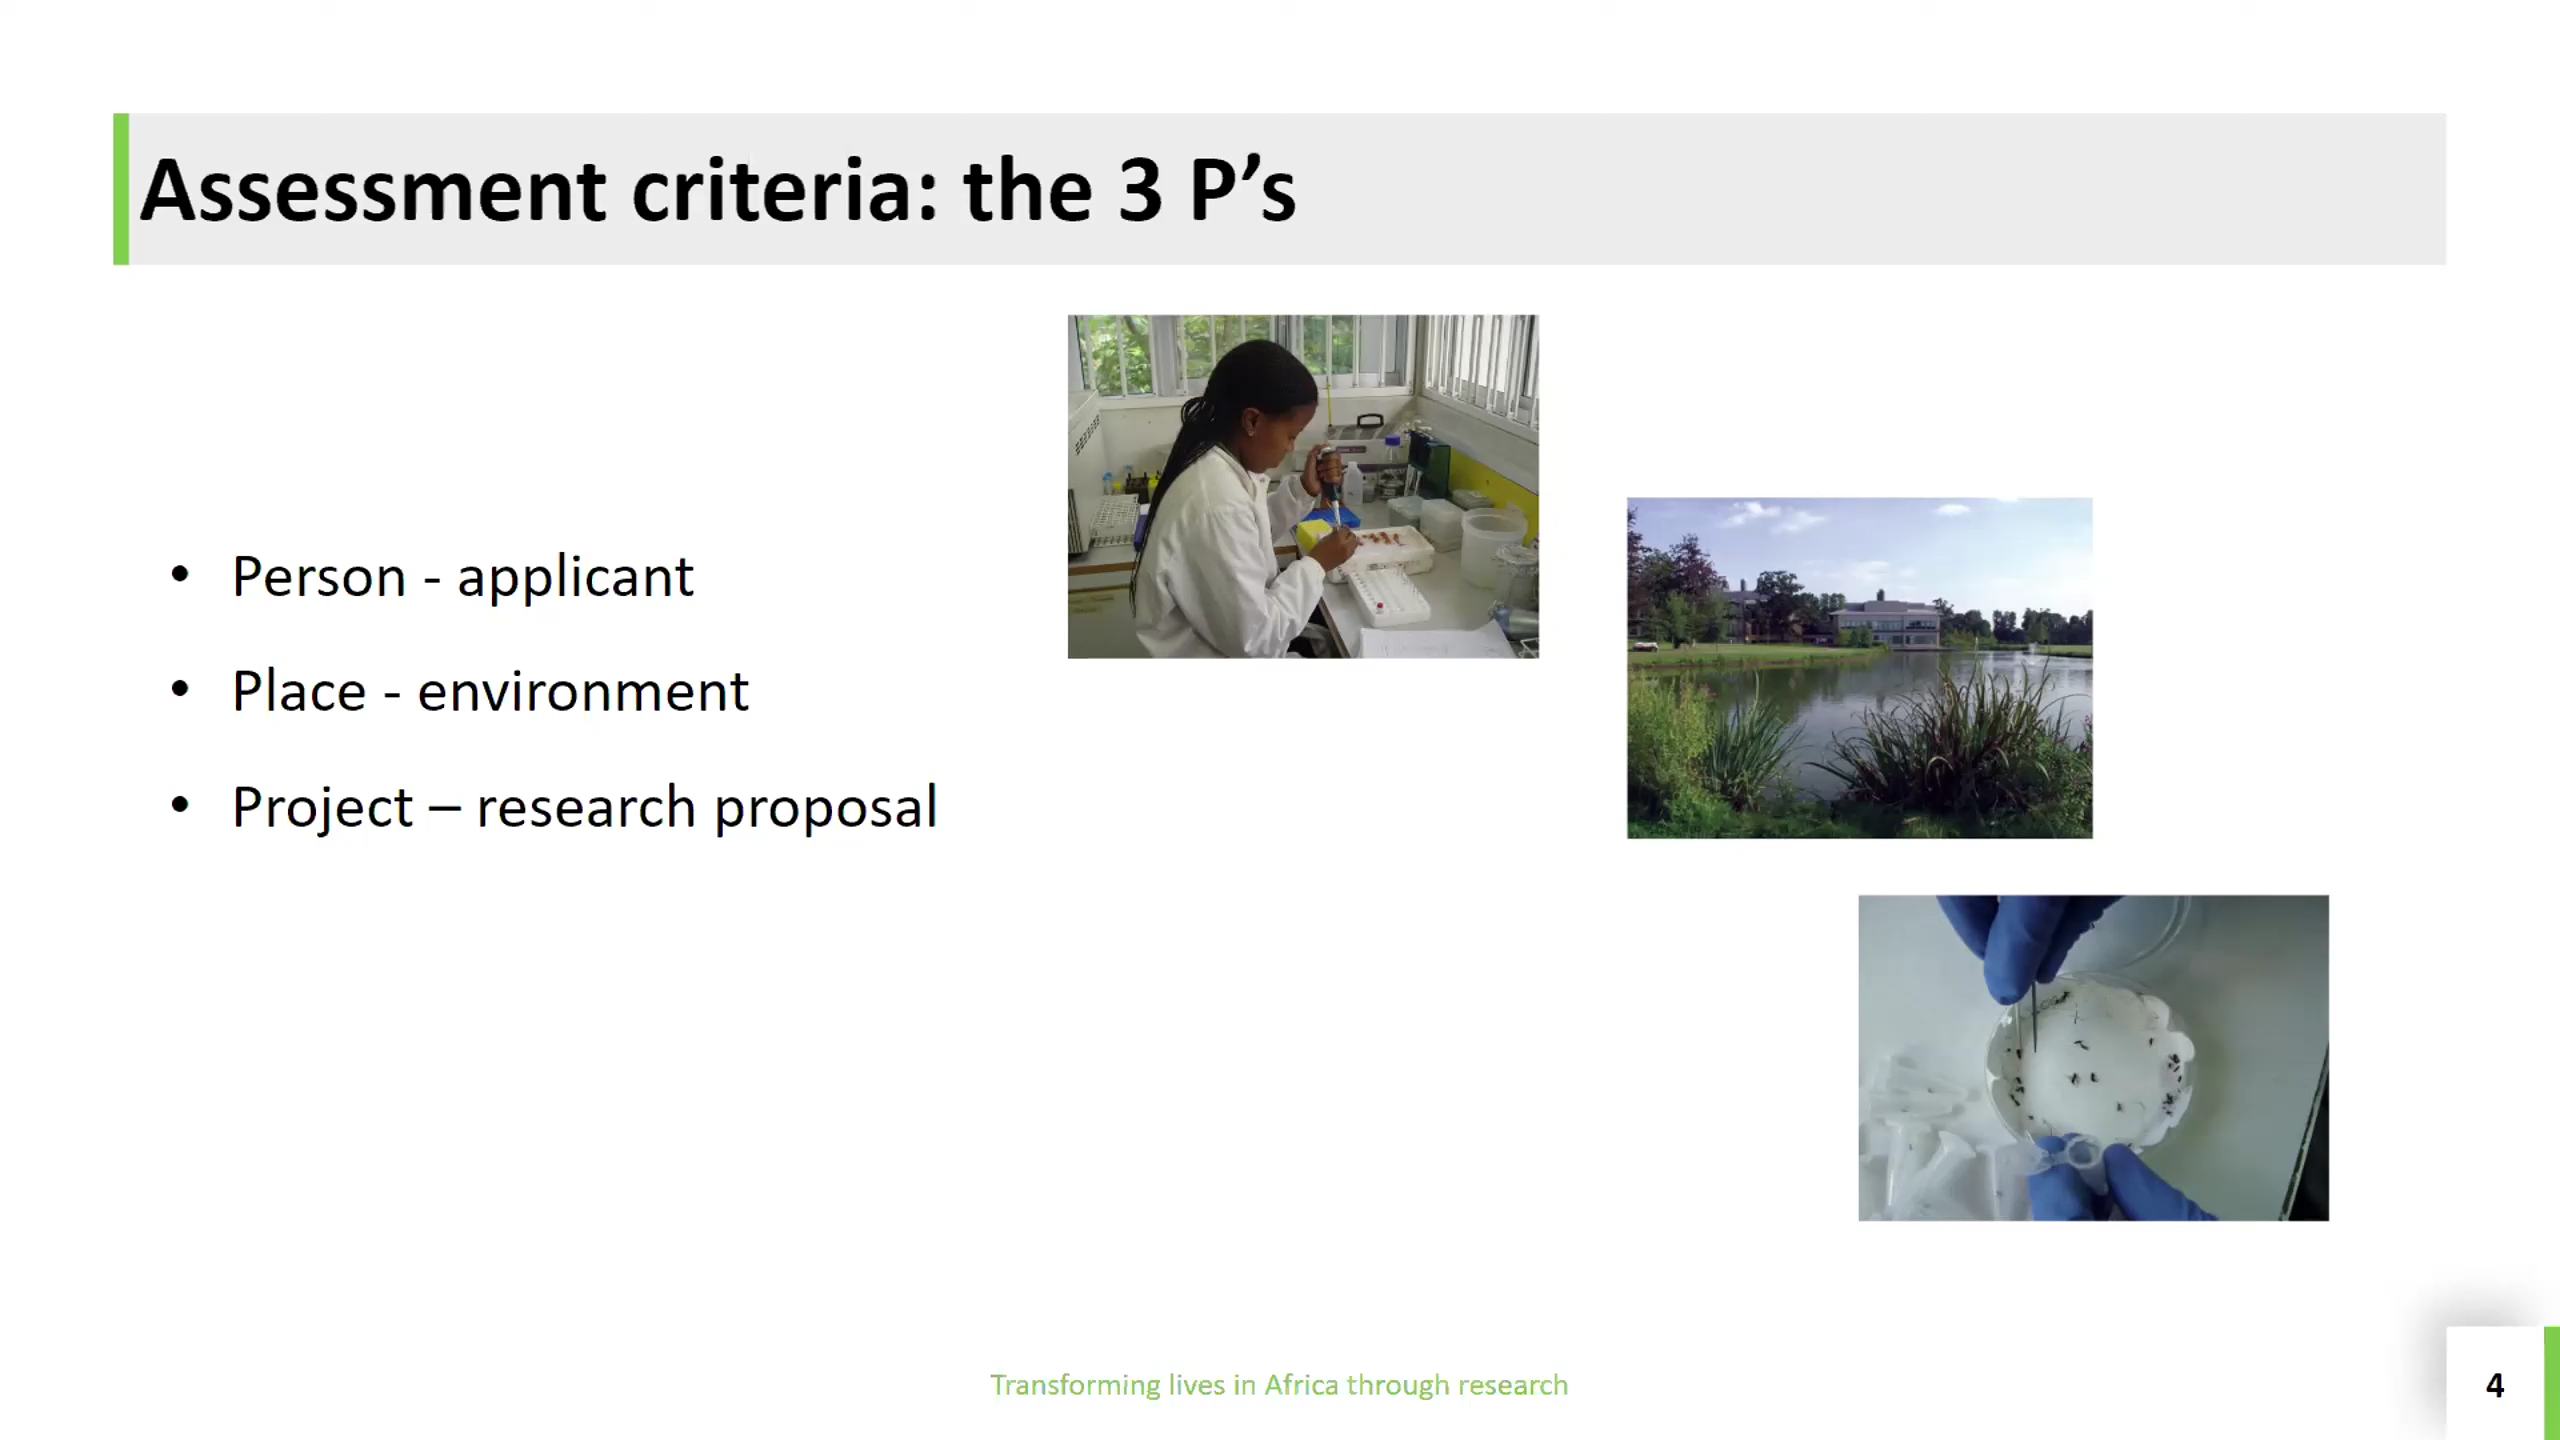 Assessment criteria: the 3 P’s
• Person - applicant
• Place - environment
• Project – research proposal
Transforming lives in Africa through research
4